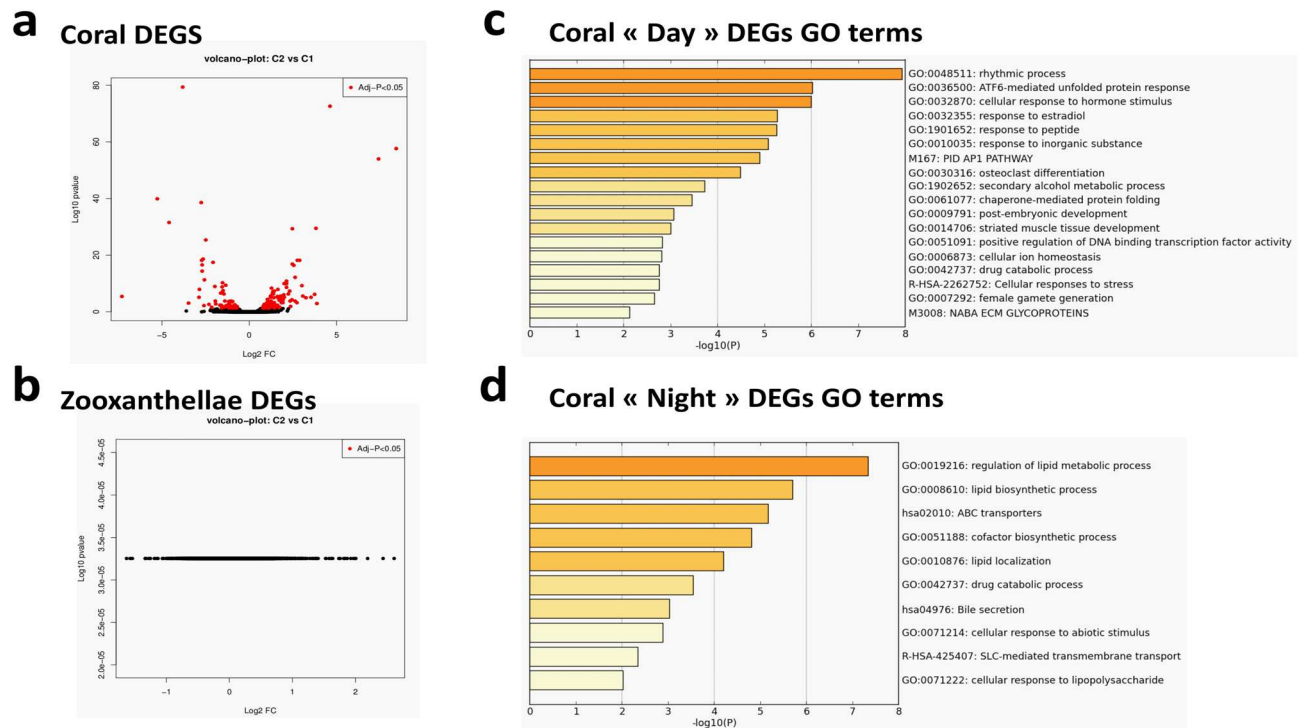 a Coral DEGS
volcano-plot: C2 vs C1
Adj-P<0.05
80
60
40
20
0
Log10 pvalue
-5 0 5
Log2 FC
b Zooxanthellae DEGs
volcano-plot: C2 vs C1
Adj-P<0.05
4.5e-05
4.0e-05
3.5e-05
3.0e-05
2.5e-05
2.0e-05
Log10 pvalue
-1 0 1 2
Log2 FC
c Coral « Day » DEGs GO terms
GO:0048511: rhythmic process
GO:0036500: ATF6-mediated unfolded protein response
GO:0032870: cellular response to hormone stimulus
GO:0032355: response to estradiol
GO:1901652: response to peptide
GO:0010035: response to inorganic substance
M167: PID AP1 PATHWAY
GO:0030316: osteoclast differentiation
GO:1902652: secondary alcohol metabolic process
GO:0061077: chaperone-mediated protein folding
GO:0009791: post-embryonic development
GO:0014706: striated muscle tissue development
GO:0051091: positive regulation of DNA binding transcription factor activity
GO:0006873: cellular ion homeostasis
GO:0042737: drug catabolic process
R-HSA-2262752: Cellular responses to stress
GO:0007292: female gamete generation
M3008: NABA ECM GLYCOPROTEINS
0 1 2 3 4 5 6 7 8
-log10(P)
d Coral « Night » DEGs GO terms
0 1 2 3 4 5 6 7 8
GO:0019216: regulation of lipid metabolic process
GO:0008610: lipid biosynthetic process
hsa02010: ABC transporters
GO:0051188: cofactor biosynthetic process
GO:0010876: lipid localization
GO:0042737: drug catabolic process
hsa04976: Bile secretion
GO:0071214: cellular response to abiotic stimulus
R-HSA-425407: SLC-mediated transmembrane transport
GO:0071222: cellular response to lipopolysaccharide
0 1 2 3 4 5 6 7 8
-log10(P)